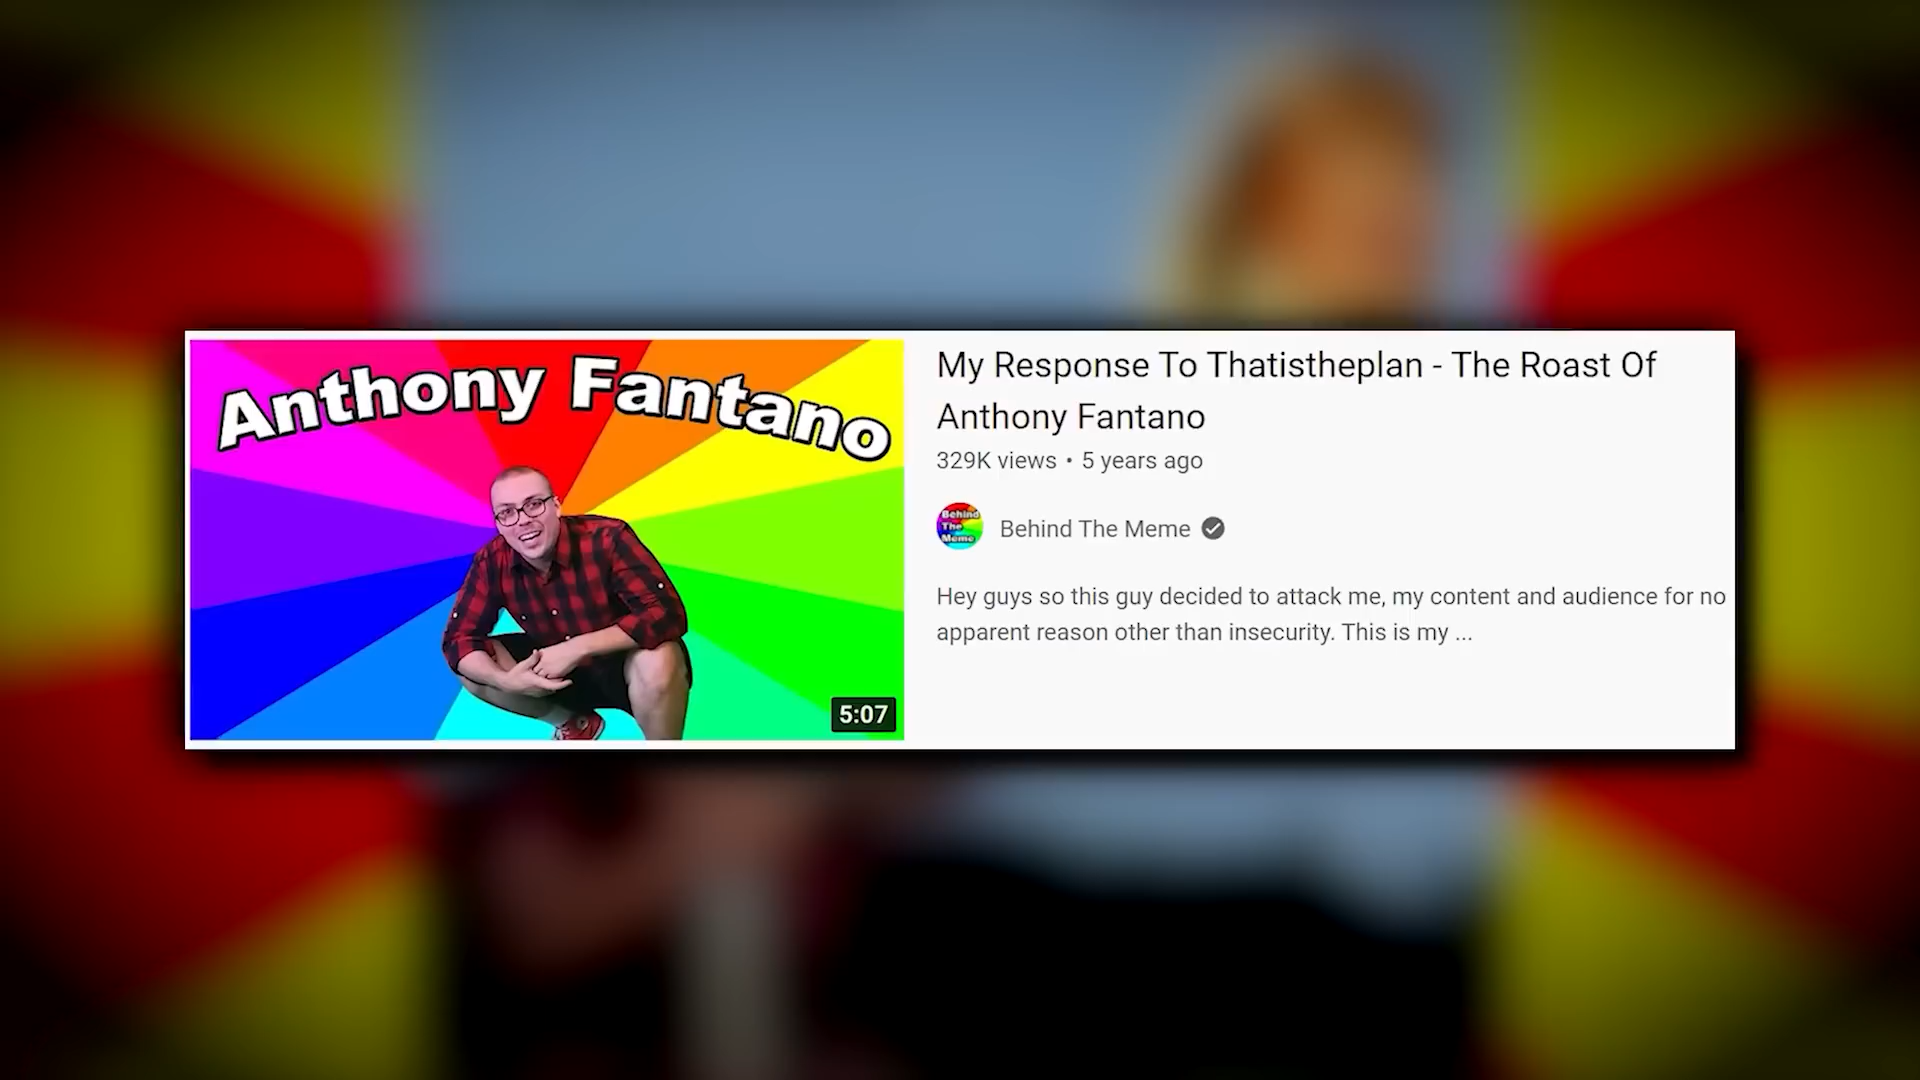 Anthony Fantano
5:07
My Response To Thatistheplan - The Roast Of
Anthony Fantano
329K views • 5 years ago
Behind
The
Meme
Behind The Meme
Hey guys so this guy decided to attack me, my content and audience for no
apparent reason other than insecurity. This is my ...